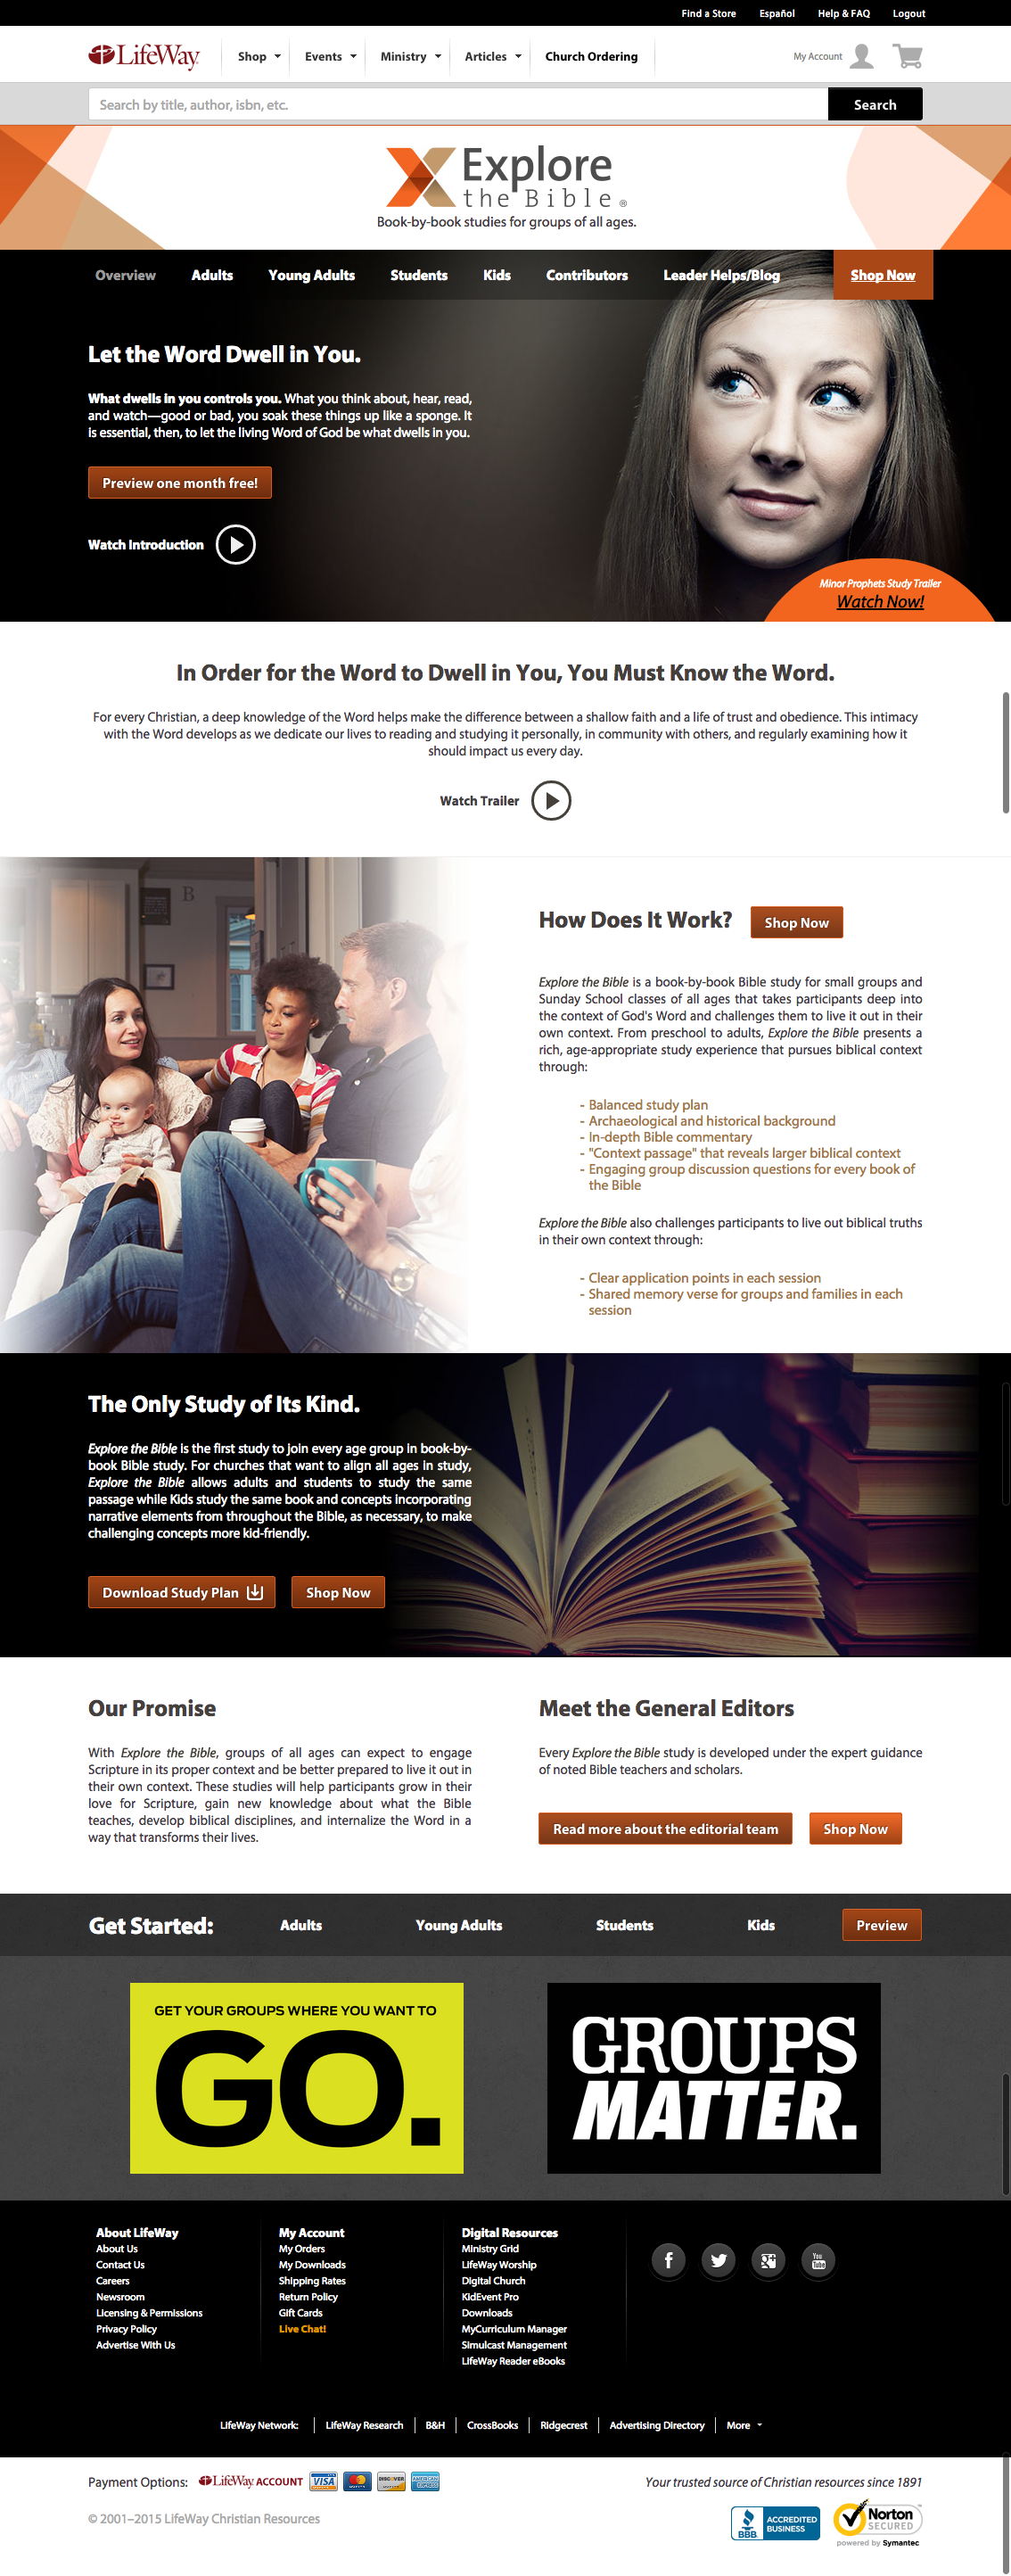 Find a Store Español Help & FAQ Logout
LifeWay Shop Events Ministry Articles Church Ordering My Account
Search by title, author, isbn, etc. Search
Explore
the Bible ®
Book-by-book studies for groups of all ages.
Overview Adults Young Adults Students Kids Contributors Leader Helps/Blog Shop Now
Let the Word Dwell in You.
What dwells in you controls you. What you think about, hear, read,
and watch—good or bad, you soak these things up like a sponge. It
is essential, then, to let the living Word of God be what dwells in you.
Preview one month free!
Watch Introduction
Minor Prophets Study Trailer
Watch Now!
In Order for the Word to Dwell in You, You Must Know the Word.
For every Christian, a deep knowledge of the Word helps make the difference between a shallow faith and a life of trust and obedience. This intimacy
with the Word develops as we dedicate our lives to reading and studying it personally, in community with others, and regularly examining how it
should impact us every day.
Watch Trailer
B
How Does It Work? Shop Now
Explore the Bible is a book-by-book Bible study for small groups and
Sunday School classes of all ages that takes participants deep into
the context of God's Word and challenges them to live it out in their
own context. From preschool to adults, Explore the Bible presents a
rich, age-appropriate study experience that pursues biblical context
through:
- Balanced study plan
- Archaeological and historical background
- In-depth Bible commentary
- "Context passage" that reveals larger biblical context
- Engaging group discussion questions for every book of
the Bible
Explore the Bible also challenges participants to live out biblical truths
in their own context through:
- Clear application points in each session
- Shared memory verse for groups and families in each
session
The Only Study of Its Kind.
Explore the Bible is the first study to join every age group in book-by-
book Bible study. For churches that want to align all ages in study,
Explore the Bible allows adults and students to study the same
passage while Kids study the same book and concepts incorporating
narrative elements from throughout the Bible, as necessary, to make
challenging concepts more kid-friendly.
Download Study Plan Shop Now
Our Promise
With Explore the Bible, groups of all ages can expect to engage
Scripture in its proper context and be better prepared to live it out in
their own context. These studies will help participants grow in their
love for Scripture, gain new knowledge about what the Bible
teaches, develop biblical disciplines, and internalize the Word in a
way that transforms their lives.
Meet the General Editors
Every Explore the Bible study is developed under the expert guidance
of noted Bible teachers and scholars.
Read more about the editorial team Shop Now
Get Started: Adults Young Adults Students Kids Preview
GET YOUR GROUPS WHERE YOU WANT TO
GO.
GROUPS
MATTER.
About LifeWay
About Us
Contact Us
Careers
Newsroom
Licensing & Permissions
Privacy Policy
Advertise With Us
My Account
My Orders
My Downloads
Shipping Rates
Return Policy
Gift Cards
Live Chat!
Digital Resources
Ministry Grid
LifeWay Worship
Digital Church
KidEvent Pro
Downloads
MyCurriculum Manager
Simulcast Management
LifeWay Reader eBooks
You
Tube
LifeWay Network: LifeWay Research B&H CrossBooks Ridgecrest Advertising Directory More
Payment Options: LifeWay ACCOUNT VISA MasterCard DISCOVER AMERICAN EXPRESS
Your trusted source of Christian resources since 1891
© 2001–2015 LifeWay Christian Resources
BBB. ACCREDITED
BUSINESS
Norton
SECURED
powered by Symantec